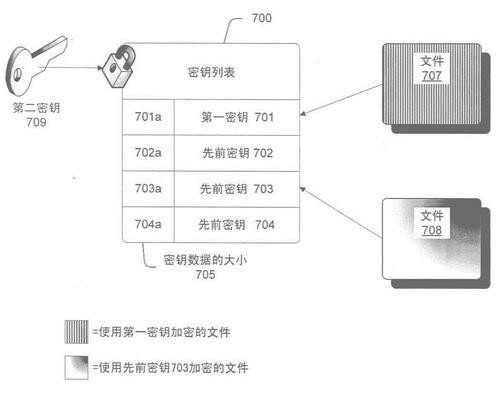 700
密钥列表
701a 第一密钥 701
702a 先前密钥 702
703a 先前密钥 703
704a 先前密钥 704
第二密钥
709
文件
707
文件
708
密钥数据的大小
705
=使用第一密钥加密的文件
=使用先前密钥703加密的文件